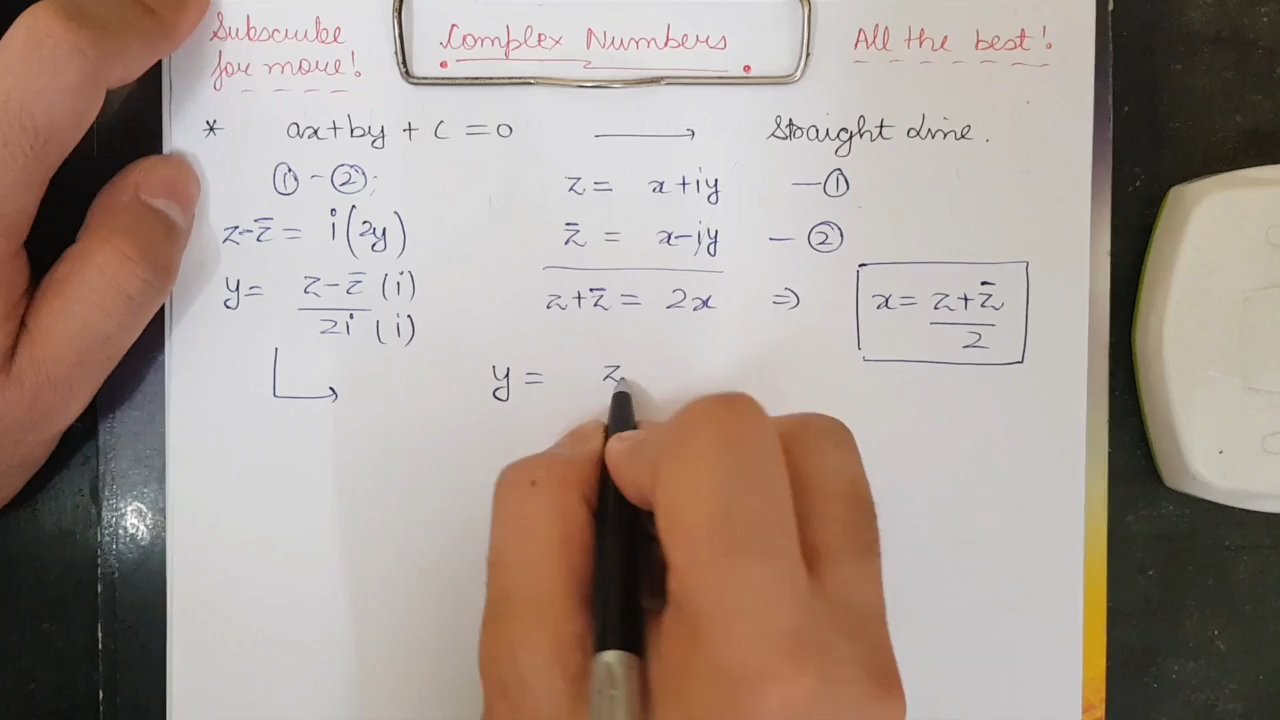 Subscribe for more!
Complex Numbers
All the best!
* ax+by + c = 0 → Straight Line.
① - ②;
z-z̄ = i(2y)
y= z-z̄ (i) / 2i (i)
z = x+iy —①
z̄ = x-iy —②
z+z̄ = 2x ⇒ x= z+z̄ / 2
y = z